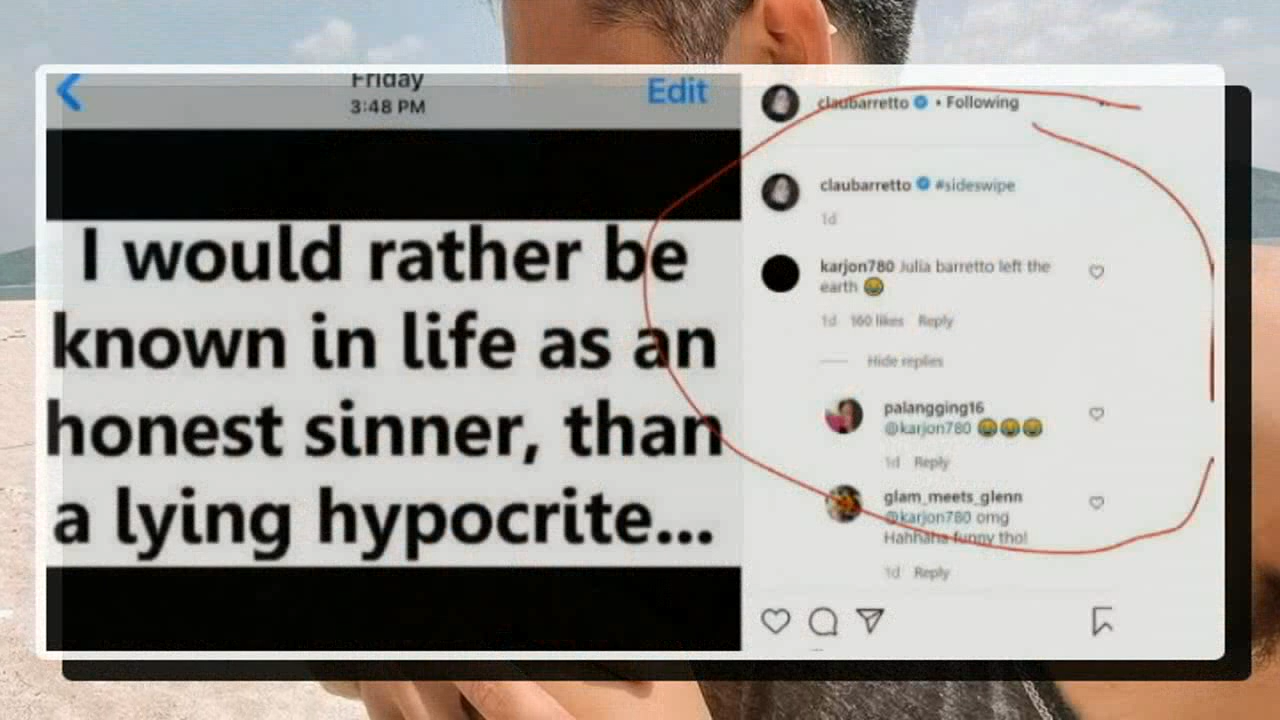 Friday
3:48 PM
Edit
I would rather be
known in life as an
honest sinner, than
a lying hypocrite...
claubarretto • Following
claubarretto #sideswipe
1d
karjon780 Julia barretto left the
earth 😂
1d 160 likes Reply
Hide replies
palangging16
@karjon780 😂😂😂
1d Reply
glam_meets_glenn
@karjon780 omg
Hahhaha funny tho!
1d Reply